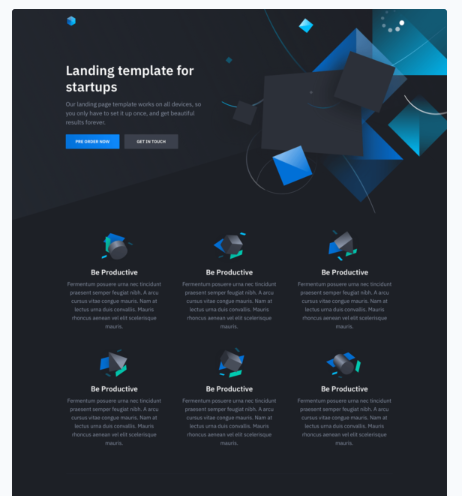 Landing template for
startups
Our landing page template works on all devices, so
you only have to set it up once, and get beautiful
results forever.
PRE ORDER NOW
GET IN TOUCH
Be Productive
Fermentum posuere urna nec tincidunt
praesent semper feugiat nibh. A arcu
cursus vitae congue mauris. Nam at
lectus urna duis convallis. Mauris
rhoncus aenean vel elit scelerisque
mauris.
Be Productive
Fermentum posuere urna nec tincidunt
praesent semper feugiat nibh. A arcu
cursus vitae congue mauris. Nam at
lectus urna duis convallis. Mauris
rhoncus aenean vel elit scelerisque
mauris.
Be Productive
Fermentum posuere urna nec tincidunt
praesent semper feugiat nibh. A arcu
cursus vitae congue mauris. Nam at
lectus urna duis convallis. Mauris
rhoncus aenean vel elit scelerisque
mauris.
Be Productive
Fermentum posuere urna nec tincidunt
praesent semper feugiat nibh. A arcu
cursus vitae congue mauris. Nam at
lectus urna duis convallis. Mauris
rhoncus aenean vel elit scelerisque
mauris.
Be Productive
Fermentum posuere urna nec tincidunt
praesent semper feugiat nibh. A arcu
cursus vitae congue mauris. Nam at
lectus urna duis convallis. Mauris
rhoncus aenean vel elit scelerisque
mauris.
Be Productive
Fermentum posuere urna nec tincidunt
praesent semper feugiat nibh. A arcu
cursus vitae congue mauris. Nam at
lectus urna duis convallis. Mauris
rhoncus aenean vel elit scelerisque
mauris.